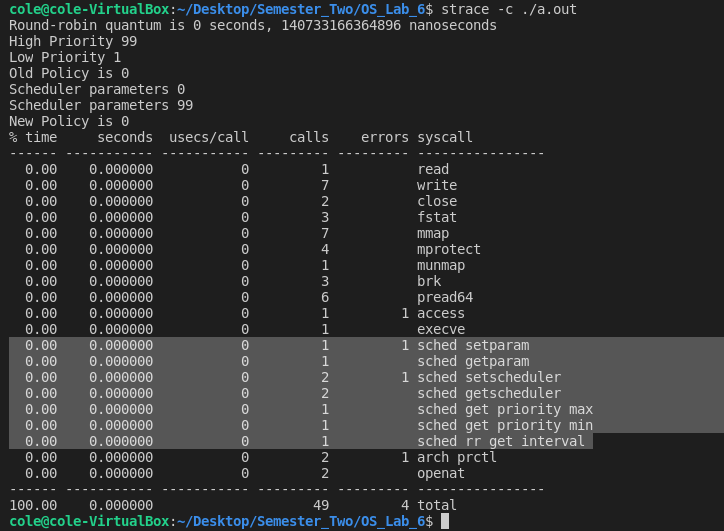 cole@cole-VirtualBox:~/Desktop/Semester_Two/OS_Lab_6$ strace -c ./a.out
Round-robin quantum is 0 seconds, 140733166364896 nanoseconds
High Priority 99
Low Priority 1
Old Policy is 0
Scheduler parameters 0
Scheduler parameters 99
New Policy is 0
% time     seconds  usecs/call     calls    errors syscall
------ ----------- ----------- --------- --------- ----------------
  0.00    0.000000           0         1           read
  0.00    0.000000           0         7           write
  0.00    0.000000           0         2           close
  0.00    0.000000           0         3           fstat
  0.00    0.000000           0         7           mmap
  0.00    0.000000           0         4           mprotect
  0.00    0.000000           0         1           munmap
  0.00    0.000000           0         3           brk
  0.00    0.000000           0         6           pread64
  0.00    0.000000           0         1         1 access
  0.00    0.000000           0         1           execve
  0.00    0.000000           0         1         1 sched setparam
  0.00    0.000000           0         1           sched getparam
  0.00    0.000000           0         2         1 sched setscheduler
  0.00    0.000000           0         2           sched getscheduler
  0.00    0.000000           0         1           sched get priority max
  0.00    0.000000           0         1           sched get priority min
  0.00    0.000000           0         1           sched rr get interval
  0.00    0.000000           0         2         1 arch prctl
  0.00    0.000000           0         2           openat
------ ----------- ----------- --------- --------- ----------------
100.00    0.000000                    49         4 total
cole@cole-VirtualBox:~/Desktop/Semester_Two/OS_Lab_6$